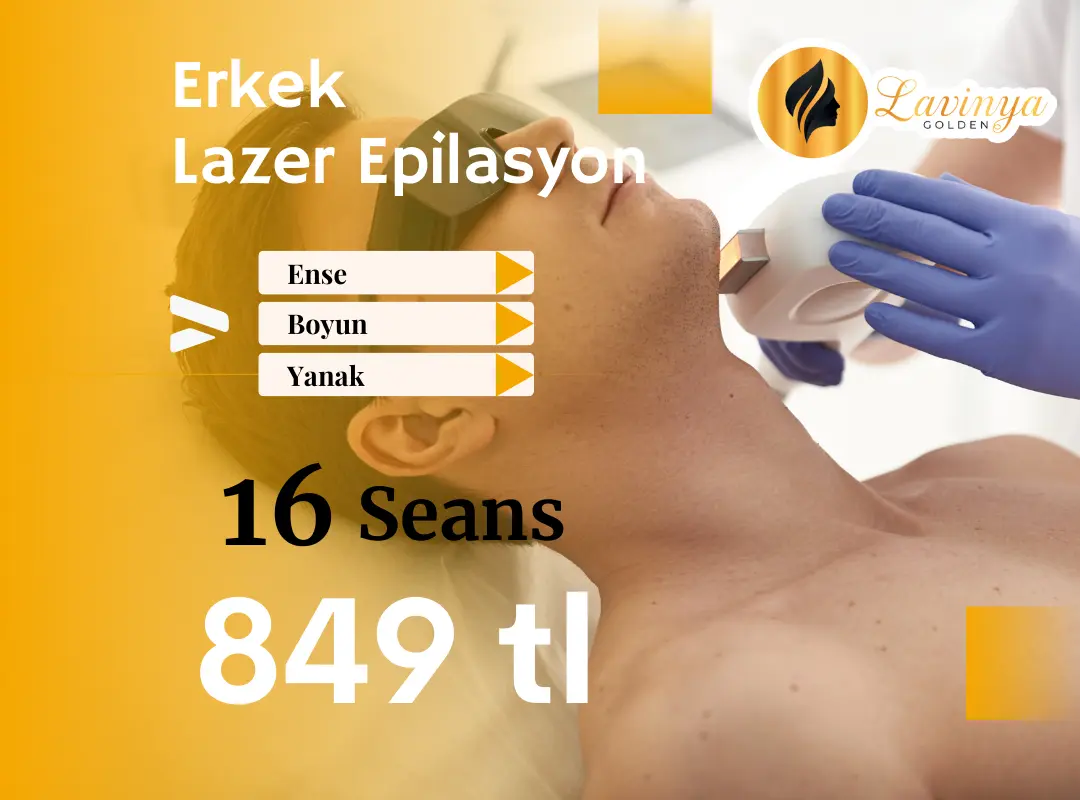 Erkek
Lazer Epilasyon
Lavinya
GOLDEN
Ense
Boyun
Yanak
16 Seans
849 tl